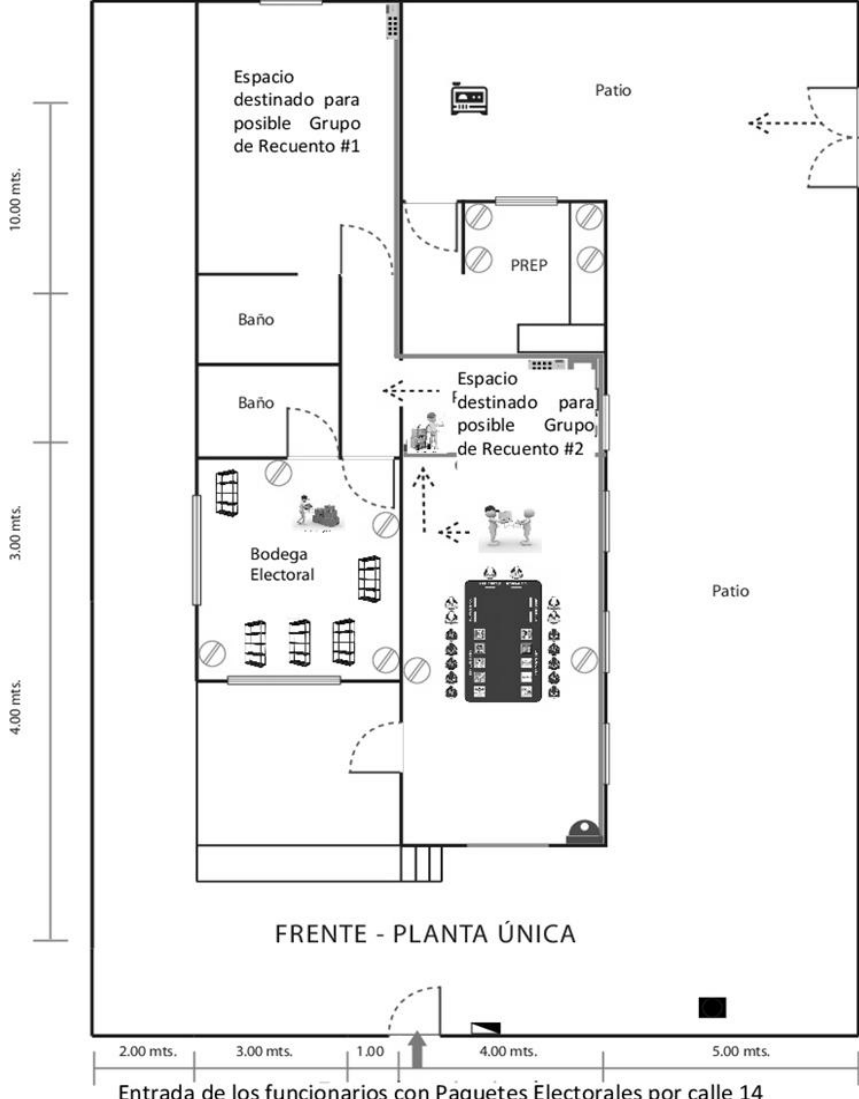 Espacio
destinado para
posible Grupo
de Recuento #1
Patio
10.00 mts.
PREP
Baño
Espacio
destinado para
posible Grupo
de Recuento #2
Baño
3.00 mts.
Bodega
Electoral
Patio
4.00 mts.
FRENTE - PLANTA ÚNICA
2.00 mts.
3.00 mts.
1.00
4.00 mts.
5.00 mts.
Entrada de los funcionarios con Paquetes Electorales por calle 14